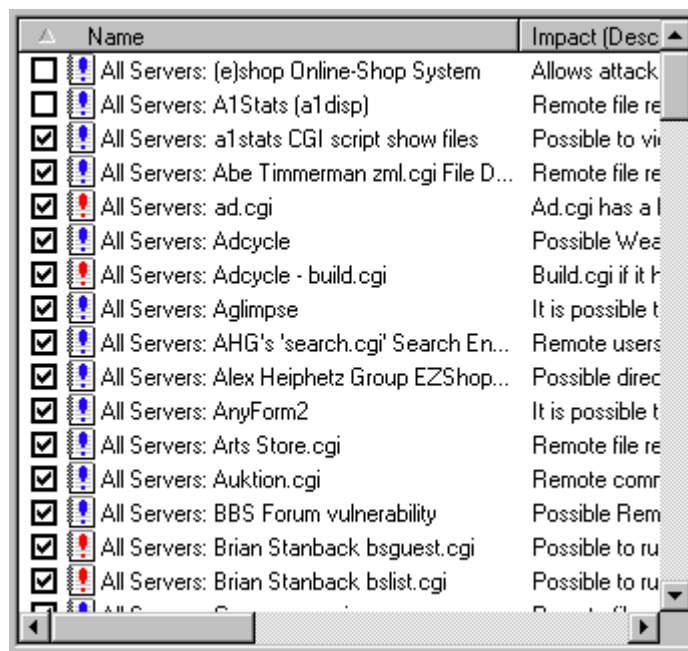 Name Impact (Desc
All Servers: (e)shop Online-Shop System Allows attack
All Servers: A1Stats (a1disp) Remote file re
All Servers: a1stats CGI script show files Possible to vi
All Servers: Abe Timmerman zml.cgi File D... Remote file re
All Servers: ad.cgi Ad.cgi has a
All Servers: Adcycle Possible Wea
All Servers: Adcycle - build.cgi Build.cgi if it
All Servers: Aglimpse It is possible t
All Servers: AHG's 'search.cgi' Search En... Remote users
All Servers: Alex Heiphetz Group EZShop... Possible direc
All Servers: AnyForm2 It is possible t
All Servers: Arts Store.cgi Remote file re
All Servers: Auktion.cgi Remote comr
All Servers: BBS Forum vulnerability Possible Rem
All Servers: Brian Stanback bsguest.cgi Possible to ru
All Servers: Brian Stanback bslist.cgi Possible to ru
All Servers: